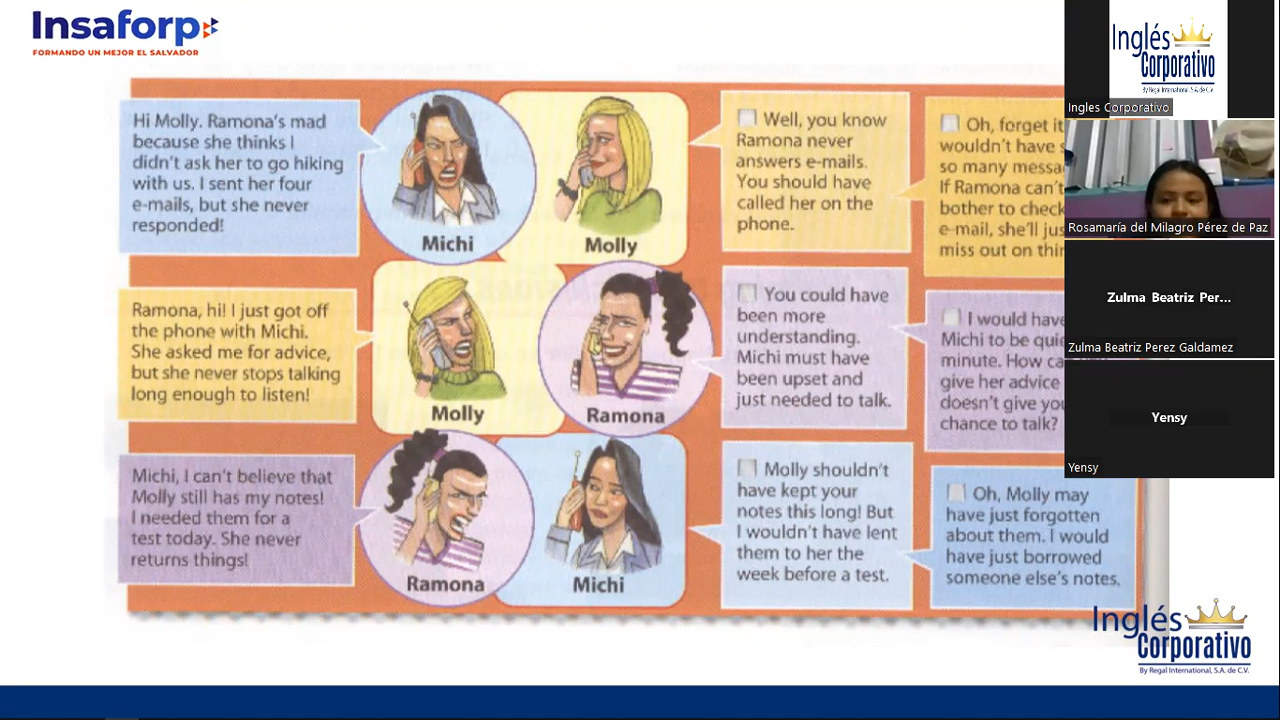 Insaforp
FORMANDO UN MEJOR EL SALVADOR
Hi Molly. Ramona's mad
because she thinks I
didn't ask her to go hiking
with us. I sent her four
e-mails, but she never
responded!
Michi
Molly
Well, you know
Ramona never
answers e-mails.
You should have
called her on the
phone.
Oh, forget it
wouldn't have
so many
If Ramona can't
bother to check
e-mail, she'll
miss out on
Ramona, hi! I just got off
the phone with Michi.
She asked me for advice,
but she never stops talking
long enough to listen!
Molly
Ramona
You could have
been more
understanding.
Michi must have
been upset and
just needed to talk.
I would have
Michi to be
minute. How
give her advice
doesn't give
chance to talk?
Michi, I can't believe that
Molly still has my notes!
I needed them for a
test today. She never
returns things!
Ramona
Michi
Molly shouldn't
have kept your
notes this long! But
I wouldn't have lent
them to her the
week before a test.
Oh, Molly may
have just forgotten
about them. I would
have just borrowed
someone else's notes.
Inglés
Corporativo
By Regal International, S.A. de C.V.
Ingles Corporativo
Rosamaría del Milagro Pérez de Paz
Zulma Beatriz Per...
Zulma Beatriz Perez Galdamez
Yensy
Yensy
Inglés
Corporativo
By Regal International, S.A. de C.V.